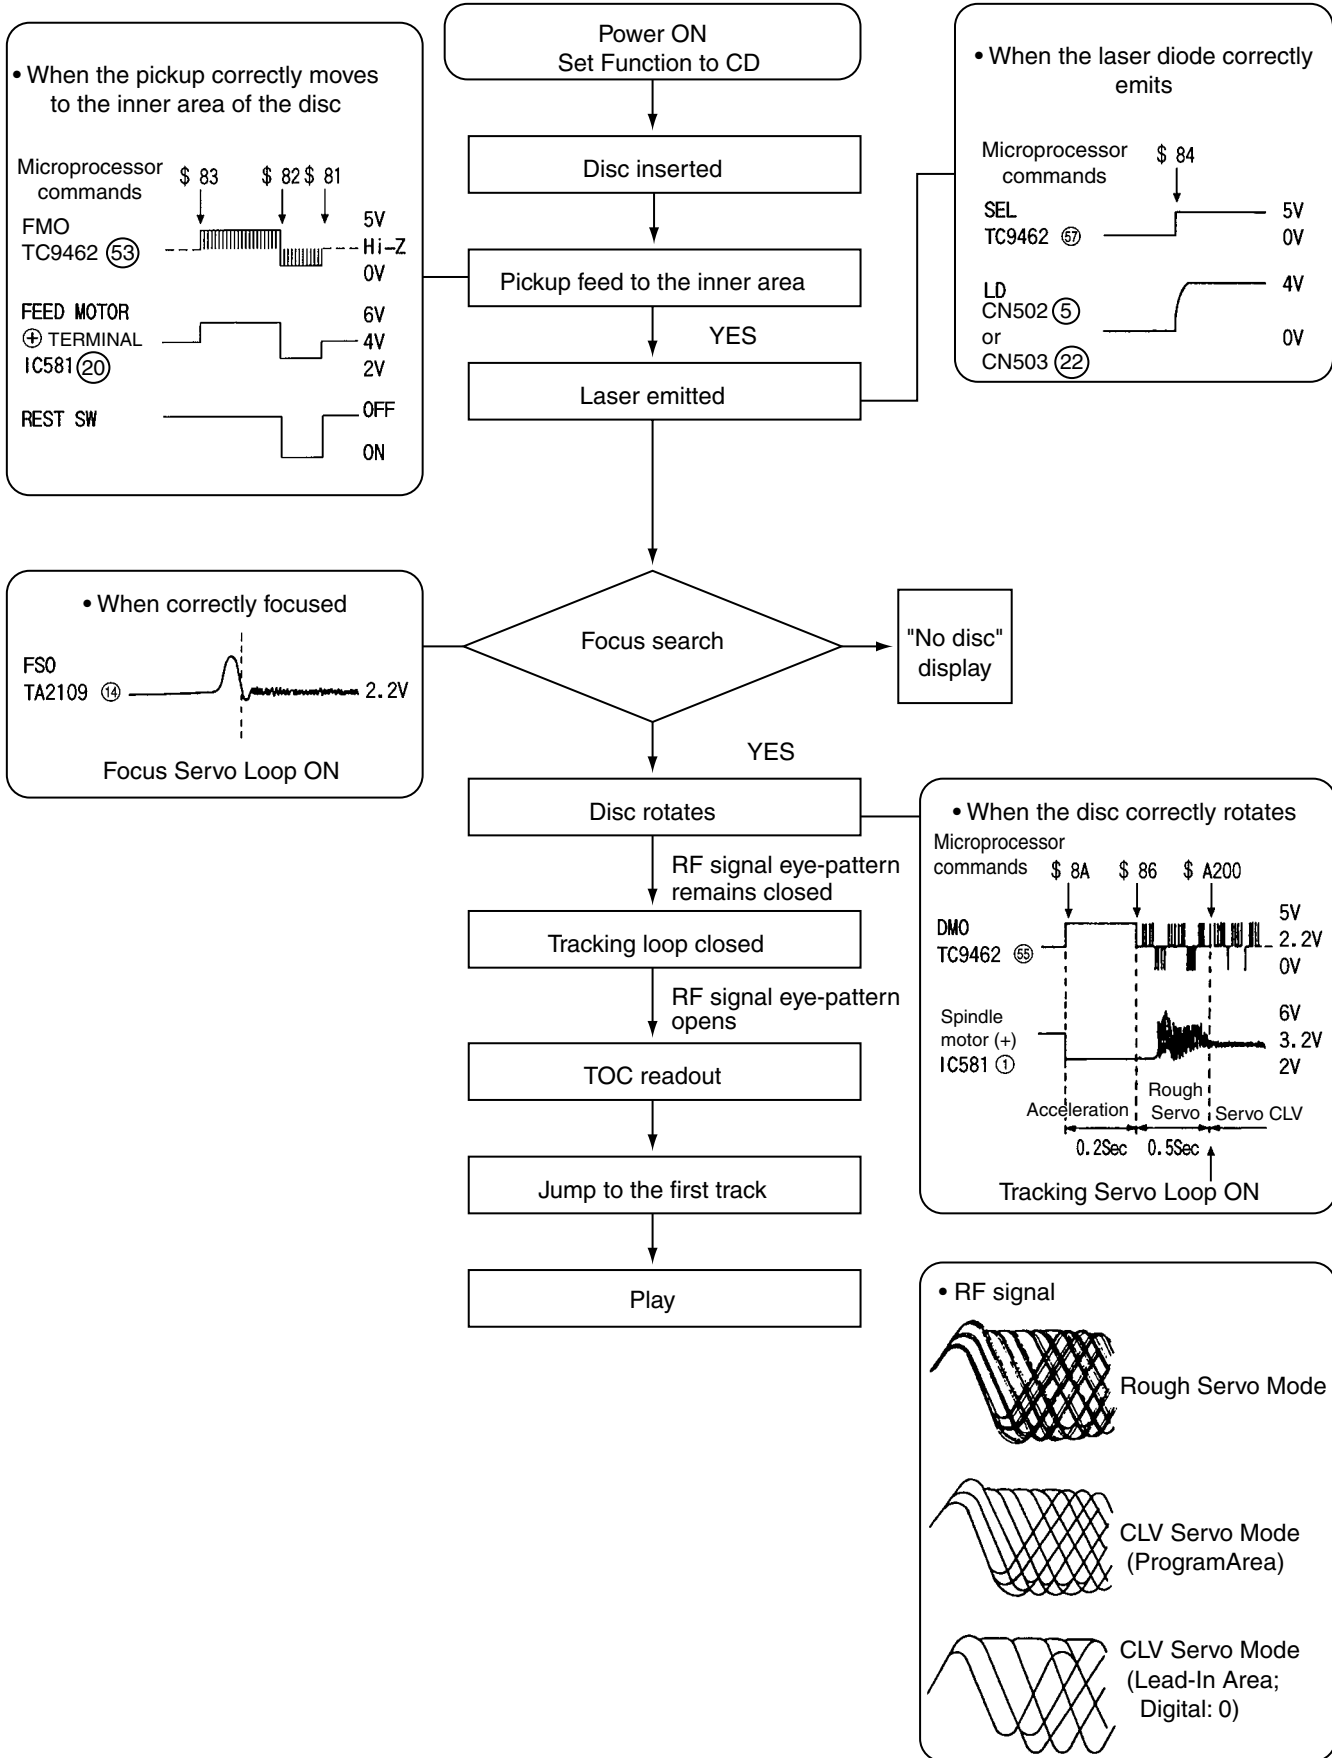 Power ON
Set Function to CD
Disc inserted
Pickup feed to the inner area
YES
Laser emitted
Focus search
"No disc"
display
YES
Disc rotates
RF signal eye-pattern
remains closed
Tracking loop closed
RF signal eye-pattern
opens
TOC readout
Jump to the first track
Play
• When the pickup correctly moves
to the inner area of the disc
Microprocessor
commands
$ 83 $ 82 $ 81
FMO
TC9462 53
5V
Hi-Z
0V
FEED MOTOR
⊕ TERMINAL
IC581 20
6V
4V
2V
REST SW
OFF
ON
• When the laser diode correctly
emits
Microprocessor
commands
$ 84
SEL
TC9462 57
5V
0V
LD
CN502 5
or
CN503 22
4V
0V
• When correctly focused
FSO
TA2109 14
2.2V
Focus Servo Loop ON
• When the disc correctly rotates
Microprocessor
commands
$ 8A $ 86 $ A200
DMO
TC9462 55
5V
2.2V
0V
Spindle
motor (+)
IC581 1
6V
3.2V
2V
Acceleration
Rough
Servo
Servo CLV
0.2Sec 0.5Sec
Tracking Servo Loop ON
• RF signal
Rough Servo Mode
CLV Servo Mode
(ProgramArea)
CLV Servo Mode
(Lead-In Area;
Digital: 0)